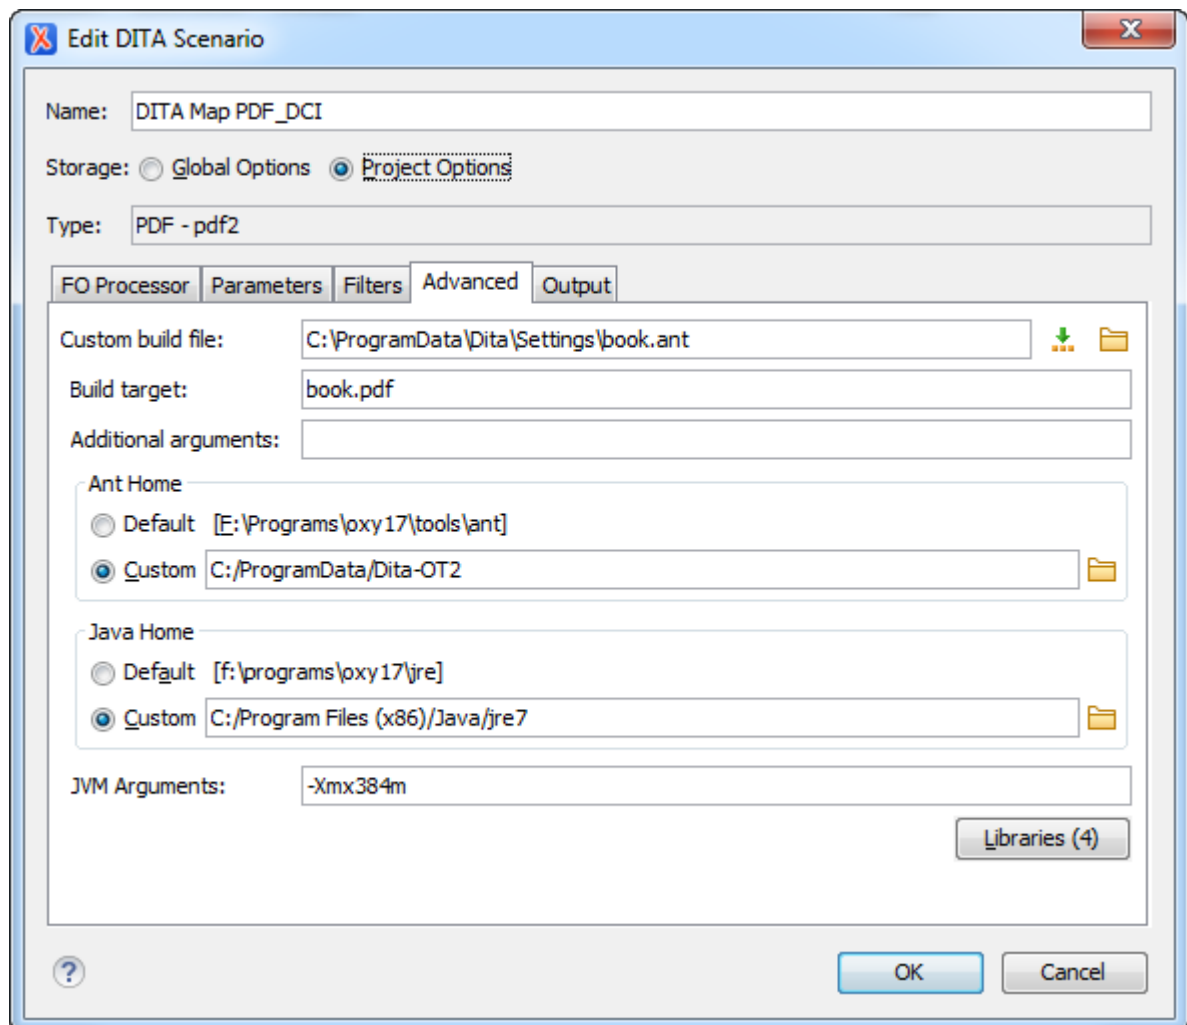 Edit DITA Scenario
Name: DITA Map PDF_DCI
Storage: Global Options Project Options
Type: PDF - pdf2
FO Processor Parameters Filters Advanced Output
Custom build file: C:\ProgramData\Dita\Settings\book.ant
Build target: book.pdf
Additional arguments:
Ant Home
Default [F:\Programs\oxy17\tools\ant]
Custom C:/ProgramData/Dita-OT2
Java Home
Default [f:\programs\oxy17\jre]
Custom C:/Program Files (x86)/Java/jre7
JVM Arguments: -Xmx384m
Libraries (4)
? OK Cancel